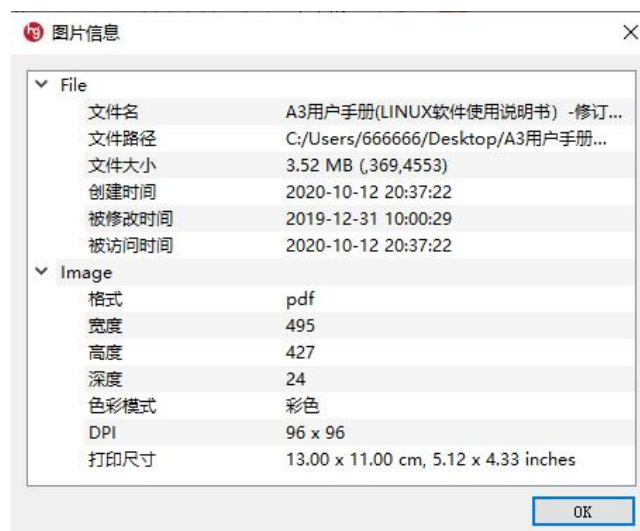 hg 图片信息
File
文件名 A3用户手册(LINUX软件使用说明书）-修订...
文件路径 C:/Users/666666/Desktop/A3用户手册...
文件大小 3.52 MB (,369,4553)
创建时间 2020-10-12 20:37:22
被修改时间 2019-12-31 10:00:29
被访问时间 2020-10-12 20:37:22
Image
格式 pdf
宽度 495
高度 427
深度 24
色彩模式 彩色
DPI 96 x 96
打印尺寸 13.00 x 11.00 cm, 5.12 x 4.33 inches
OK